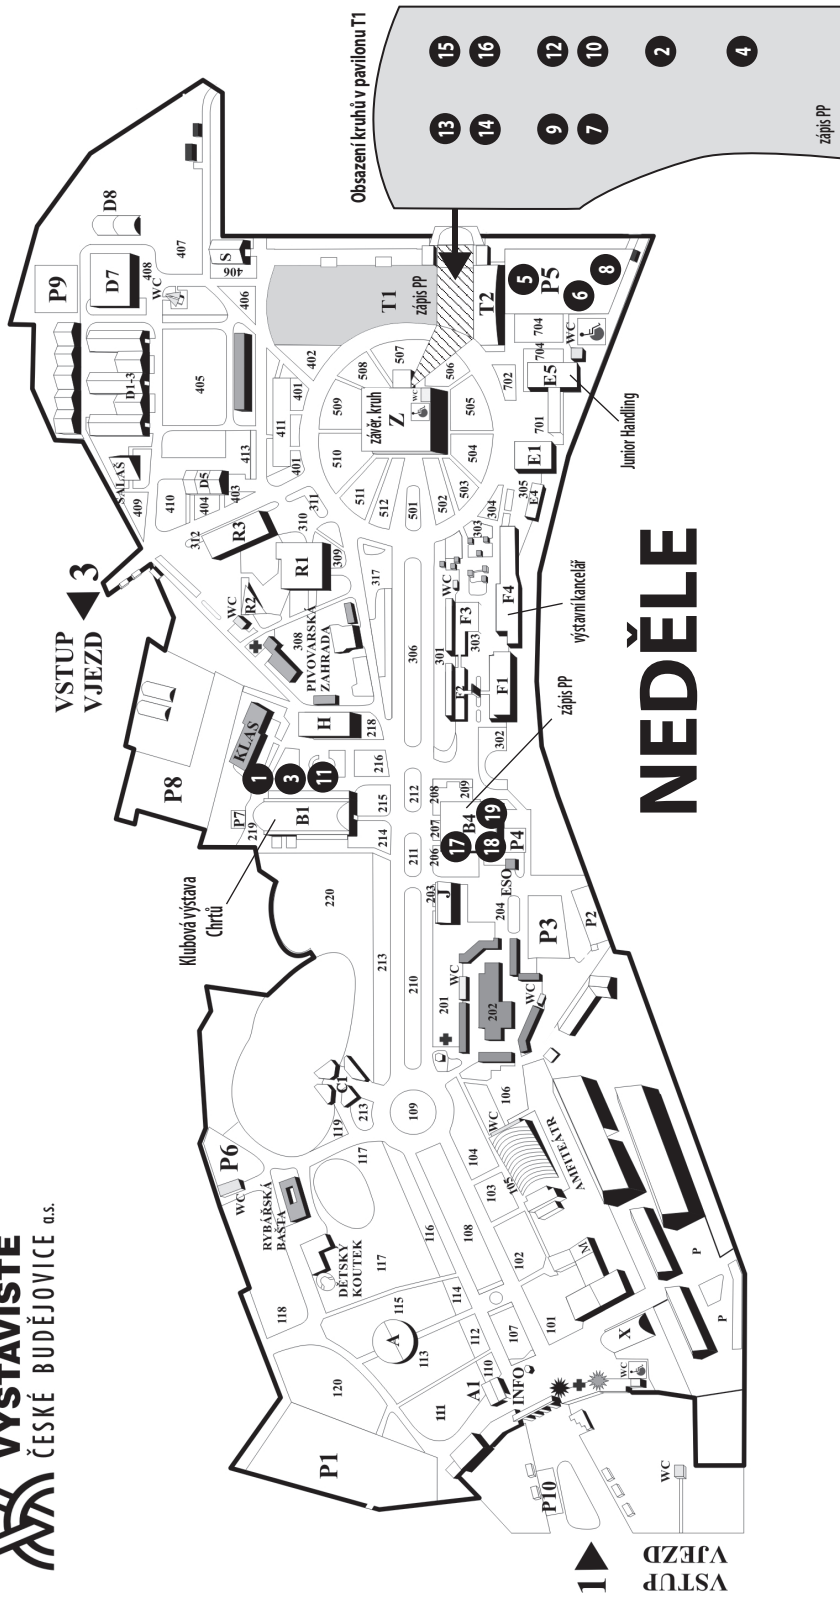 VÝSTAVIŠTĚ
ČESKÉ BUDĚJOVICE a.s.
NEDĚLE
Obsazení kruhů v pavilonu T1
15
16
12
10
2
4
13
14
9
7
zápis PP
VSTUP
VJEZD
3
P9
D8
D7
408
407
WC
S
406
406
D1-3
405
SALAŠ
409
410
D5
404
403
413
312
R3
402
401
411
401
T1
zápis PP
T2
5
P5
6
8
704
WC
704
E5
702
701
E1
Junior Handling
508
507
506
509
závěr. kruh
Z
WC
505
510
504
511
512
501
502
503
304
305
E4
311
310
R1
309
R2
WC
308
PIVOVARSKÁ
ZAHRADA
317
306
303
WC
F4
F3
303
301
F2
F1
302
výstavní kancelář
P8
KLAS
H
218
216
1
3
11
P7
219
B1
215
214
Klubová výstava
Chrtů
212
211
208
209
207
B4
206
17
18
19
P4
zápis PP
220
213
210
203
J
ESO
204
P3
P2
201
WC
202
WC
C1
213
119
109
106
P6
WC
RYBÁŘSKÁ
BAŠTA
117
DĚTSKÝ
KOUTEK
117
118
116
104
WC
AMFITEÁTR
105
103
108
102
M
115
114
A
113
112
107
101
120
111
110
A1
INFO
X
P
P
WC
P1
P10
WC
1
VSTUP
VJEZD